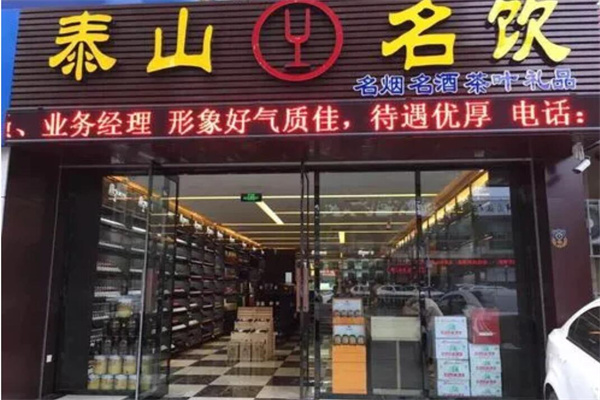 泰山名饮
名烟名酒茶叶礼品
、业务经理 形象好气质佳，待遇优厚 电话：